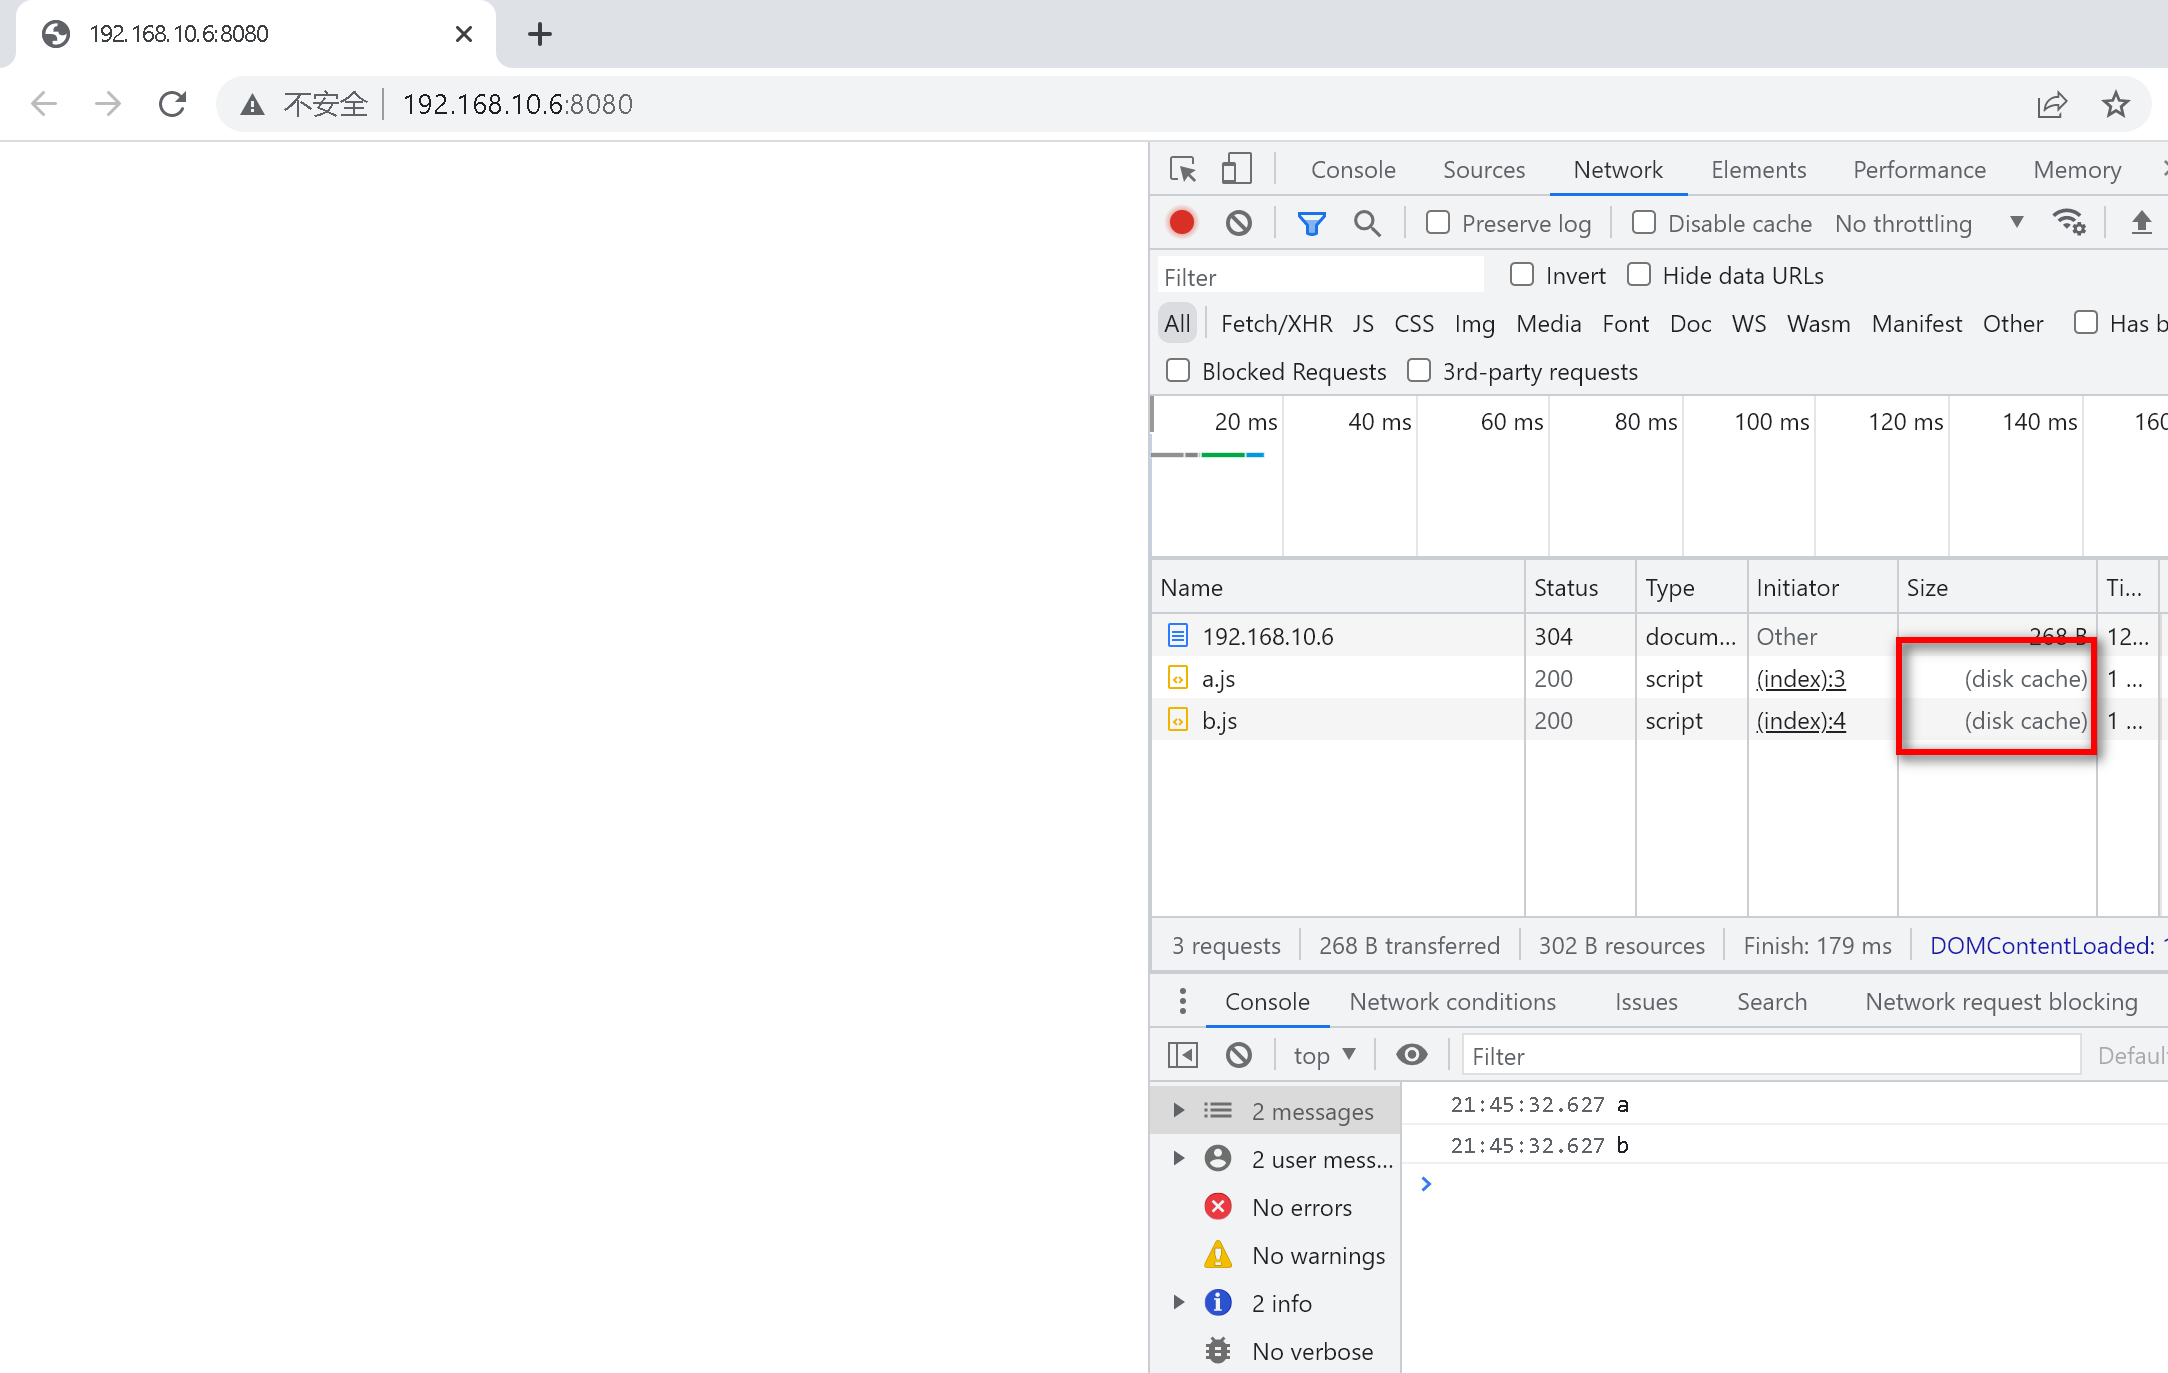 192.168.10.6:8080
不安全 192.168.10.6:8080
Console Sources Network Elements Performance Memory
Preserve log Disable cache No throttling
Filter Invert Hide data URLs
All Fetch/XHR JS CSS Img Media Font Doc WS Wasm Manifest Other Has b
Blocked Requests 3rd-party requests
20 ms 40 ms 60 ms 80 ms 100 ms 120 ms 140 ms 160
Name Status Type Initiator Size Ti...
192.168.10.6 304 docum... Other 268 B 12...
a.js 200 script (index):3 (disk cache) 1 ...
b.js 200 script (index):4 (disk cache) 1 ...
3 requests 268 B transferred 302 B resources Finish: 179 ms DOMContentLoaded: 1
Console Network conditions Issues Search Network request blocking
top Filter Defaul
2 messages
21:45:32.627 a
21:45:32.627 b
2 user mess...
No errors
No warnings
2 info
No verbose